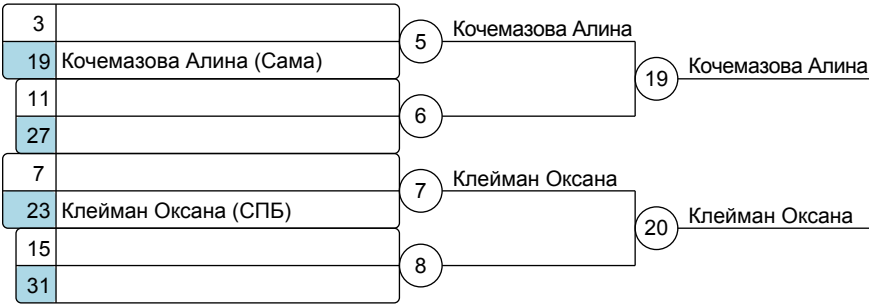 3
19 Кочемазова Алина (Сама)
5 Кочемазова Алина
19 Кочемазова Алина
11
27
6
7
23 Клейман Оксана (СПБ)
7 Клейман Оксана
20 Клейман Оксана
15
31
8